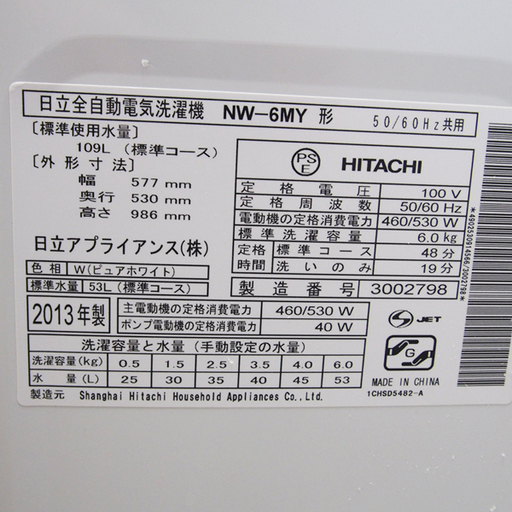 日立全自動電気洗濯機 NW-6MY 形 50/60Hz共用
〔標準使用水量〕
109L (標準コース)
〔外形寸法〕
幅 577 mm
奥行 530 mm
高さ 986 mm
日立アプライアンス(株)
色相 W(ピュアホワイト)
標準水量 53L (標準コース)
PS E HITACHI
定格電圧 100 V
定格周波数 50/60 Hz
電動機の定格消費電力 460/530 W
標準洗濯容量 6.0kg
定格時間 標準コース 48分
洗いのみ 19分
製造番号 3002798
*4902530914566/3002798*
2013年製
主電動機の定格消費電力 460/530 W
ポンプ電動機の定格消費電力 40 W
S JET
洗濯容量と水量 (手動設定の水量)
洗濯容量(kg) 0.5 1.5 2.5 3.5 4.0 6.0
水量 (L) 25 30 35 40 45 53
G
MADE IN CHINA
製造元 Shanghai Hitachi Household Appliances Co.,Ltd.
1CHSD5482-A